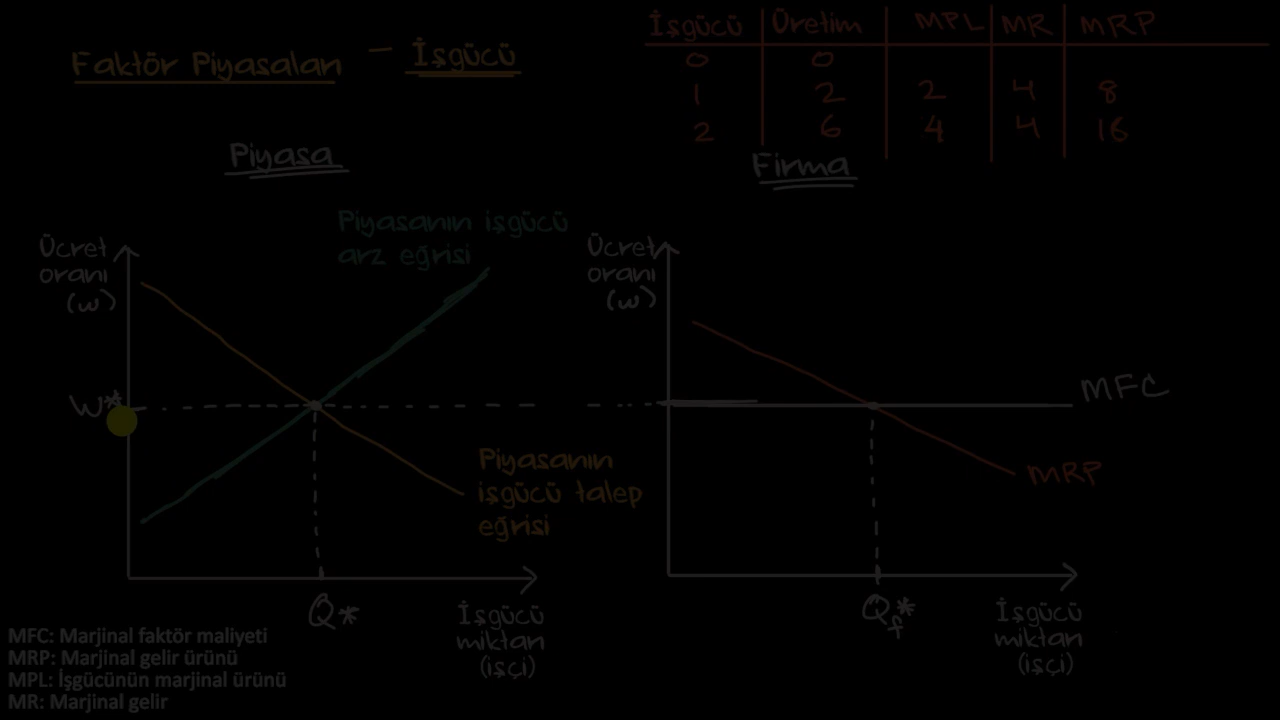 Faktör Piyasaları - İşgücü
İşgücü Üretim MPL MR MRP
0 0
1 2 2 4 8
2 6 4 4 16
Piyasa
Ücret
oranı
(w)
Piyasanın işgücü
arz eğrisi
W*
Piyasanın
işgücü talep
eğrisi
Q*
İşgücü
miktarı
(işçi)
Firma
Ücret
oranı
(w)
MFC
MRP
Qf*
İşgücü
miktarı
(işçi)
MFC: Marjinal faktör maliyeti
MRP: Marjinal gelir ürünü
MPL: İşgücünün marjinal ürünü
MR: Marjinal gelir